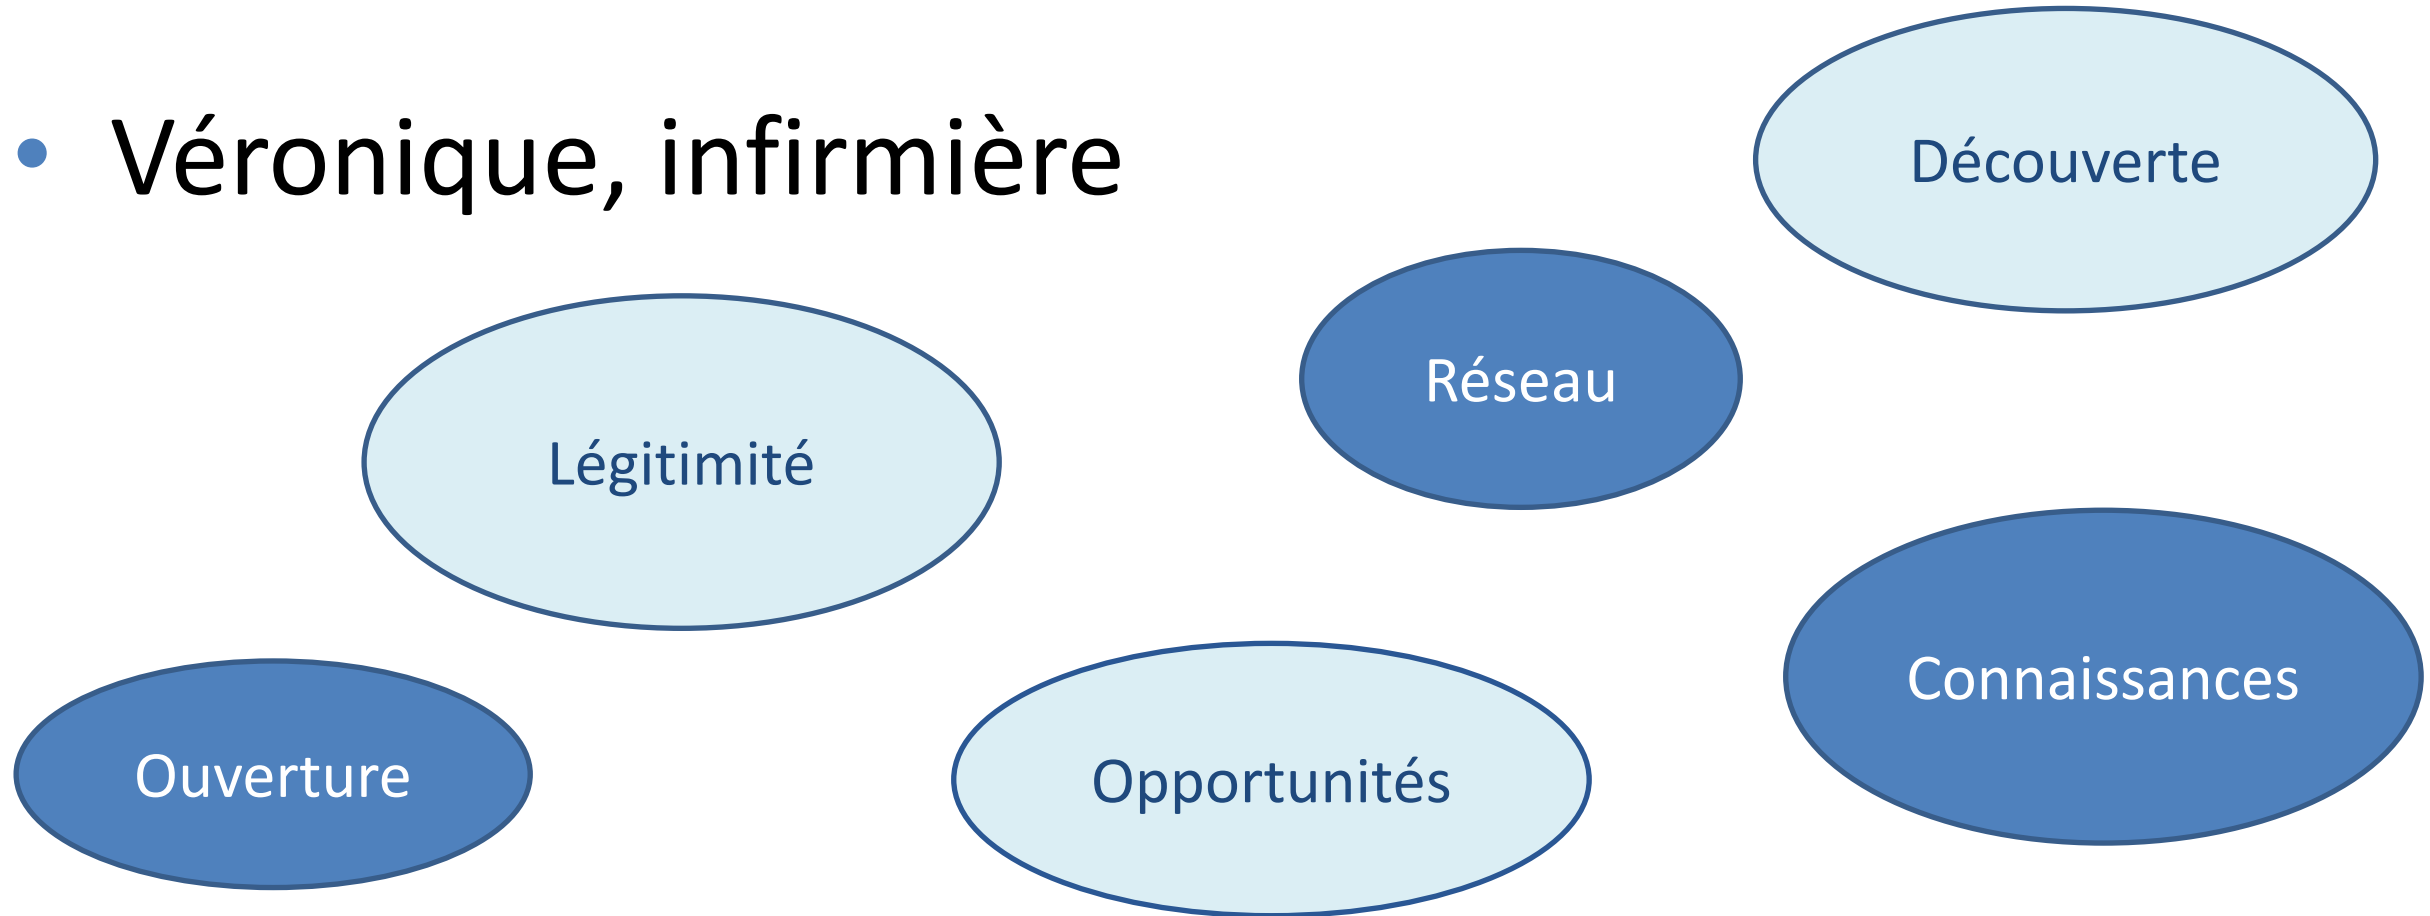 • Véronique, infirmière
Découverte
Réseau
Légitimité
Connaissances
Ouverture
Opportunités